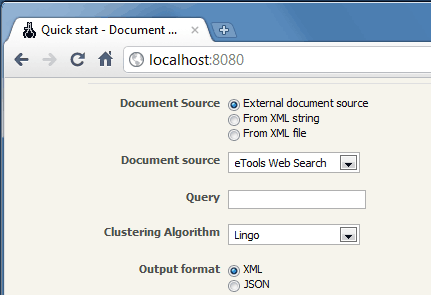 Quick start - Document ...
localhost:8080
Document Source External document source
From XML string
From XML file
Document source eTools Web Search
Query
Clustering Algorithm Lingo
Output format XML
JSON